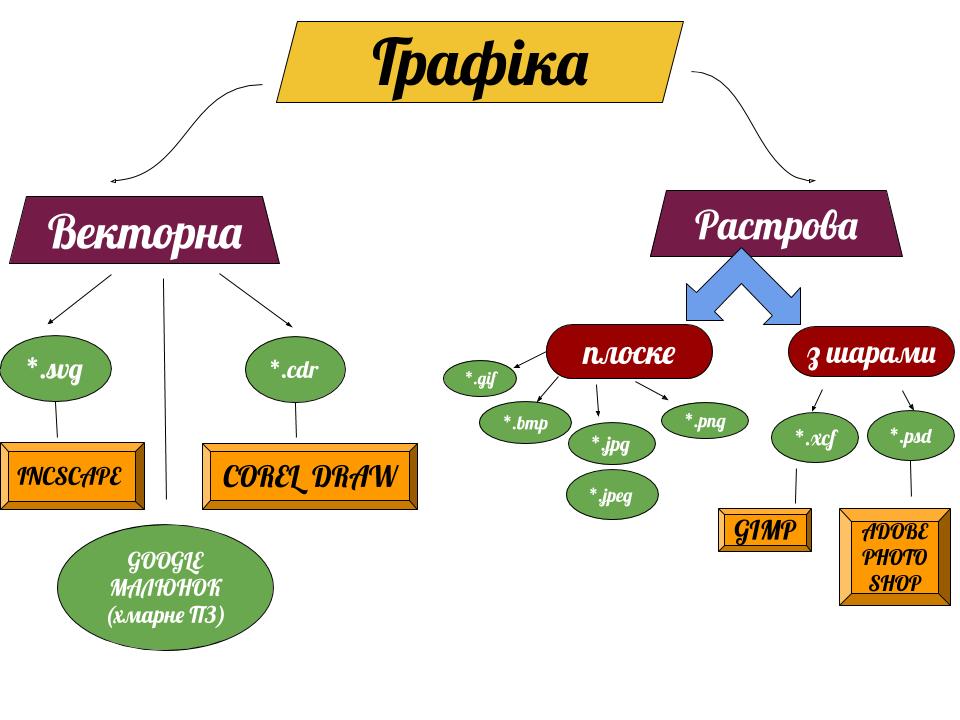 Графіка
Векторна
Растрова
*.svg
*.cdr
INCSCAPE
COREL DRAW
GOOGLE
МАЛЮНОК
(хмарне ПЗ)
плоске
з шарами
*.gif
*.bmp
*.jpg
*.jpeg
*.png
*.xcf
*.psd
GIMP
ADOBE
PHOTO
SHOP